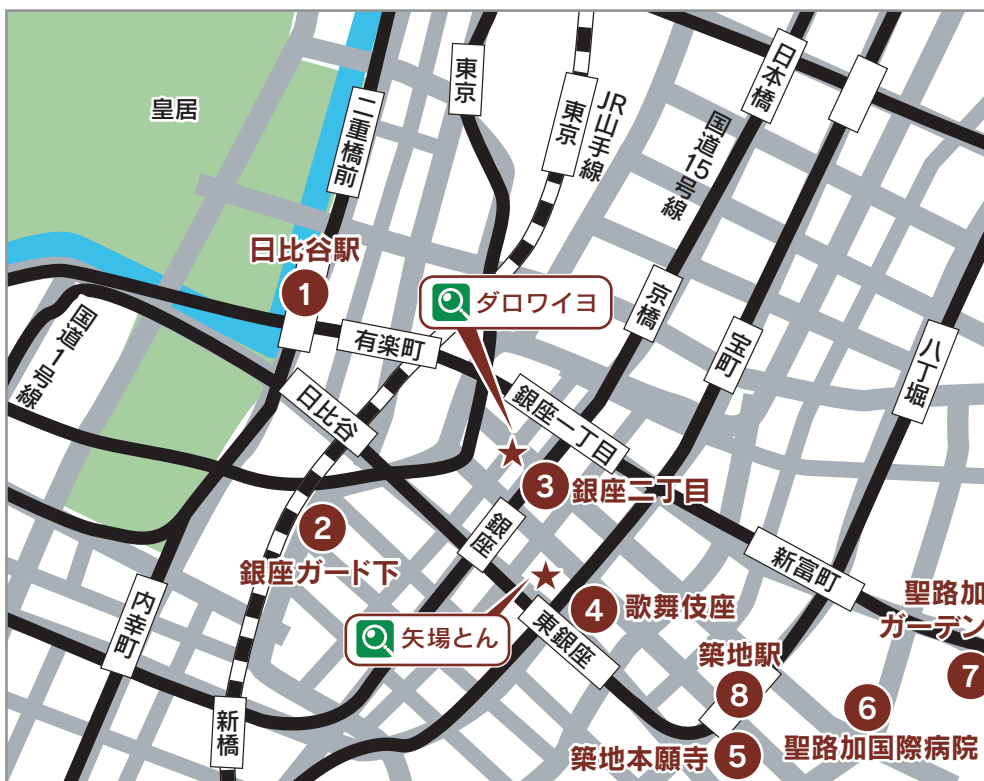 皇居
二重橋前
東京
東京
JR山手線
日本橋
国道15号線
日比谷駅
1
ダロワイヨ
京橋
宝町
八丁堀
国道1号線
有楽町
日比谷
銀座一丁目
3
銀座二丁目
2
銀座ガード下
銀座
新富町
内幸町
矢場とん
4
歌舞伎座
東銀座
聖路加
ガーデン
7
築地駅
8
6
聖路加国際病院
新橋
築地本願寺
5